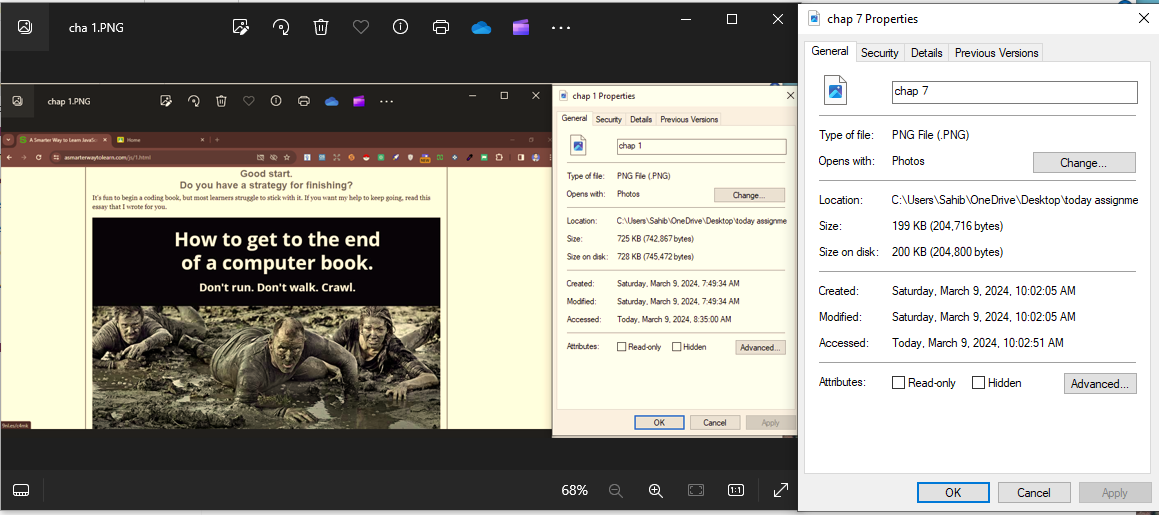 cha 1.PNG
chap 1.PNG
A Smarter Way to Learn JavaSc
Home
asmarterwaytolearn.com/js/1.html
Good start.
Do you have a strategy for finishing?
It's fun to begin a coding book, but most learners struggle to stick with it. If you want my help to keep going, read this
essay that I wrote for you.
How to get to the end
of a computer book.
Don't run. Don't walk. Crawl.
68%
1:1
chap 1 Properties
General Security Details Previous Versions
chap 1
Type of file: PNG File (.PNG)
Opens with: Photos Change...
Location: C:\Users\Sahib\OneDrive\Desktop\today assignme
Size: 725 KB (742,867 bytes)
Size on disk: 728 KB (745,472 bytes)
Created: Saturday, March 9, 2024, 7:49:34 AM
Modified: Saturday, March 9, 2024, 7:49:34 AM
Accessed: Today, March 9, 2024, 8:35:00 AM
Attributes: Read-only Hidden Advanced...
OK Cancel Apply
chap 7 Properties
General Security Details Previous Versions
chap 7
Type of file: PNG File (.PNG)
Opens with: Photos Change...
Location: C:\Users\Sahib\OneDrive\Desktop\today assignme
Size: 199 KB (204,716 bytes)
Size on disk: 200 KB (204,800 bytes)
Created: Saturday, March 9, 2024, 10:02:05 AM
Modified: Saturday, March 9, 2024, 10:02:05 AM
Accessed: Today, March 9, 2024, 10:02:51 AM
Attributes: Read-only Hidden Advanced...
OK Cancel Apply